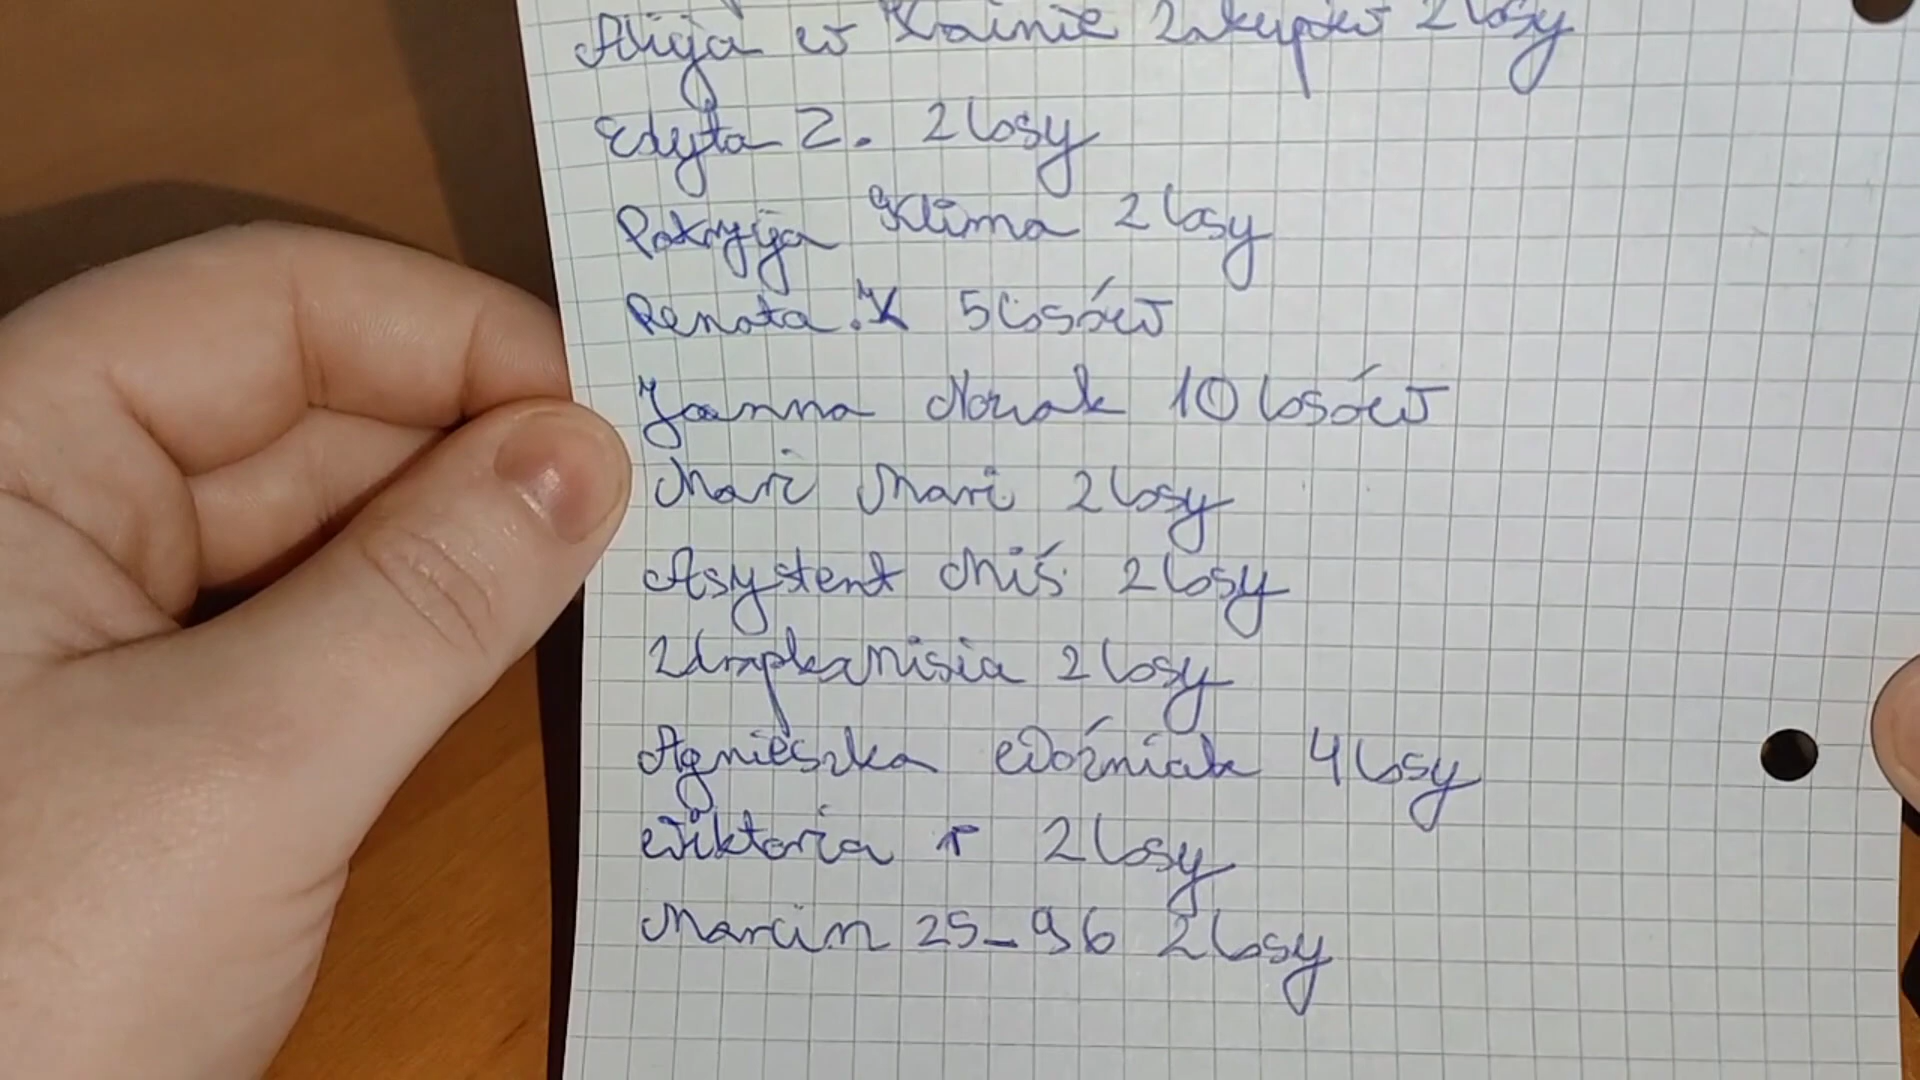 Alicja w Krainie Zakupów 2 losy
Edyta Z. 2 losy
Patrycja Klima 2 losy
Renata .K 5 losów
Joanna Nowak 10 losów
Mari Mari 2 losy
Asystent Miś 2 losy
Zdrapkanisia 2 losy
Agnieszka Woźniak 4 losy
Wiktoria r 2 losy
Marcin 25-96 2 losy